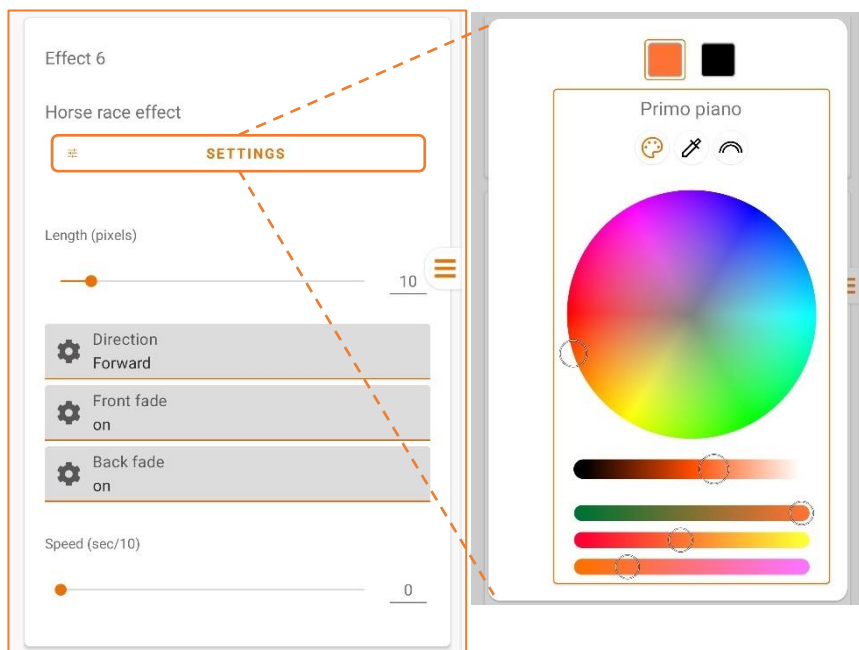 Effect 6
Horse race effect
SETTINGS
Length (pixels)
10
Direction
Forward
Front fade
on
Back fade
on
Speed (sec/10)
0
Primo piano